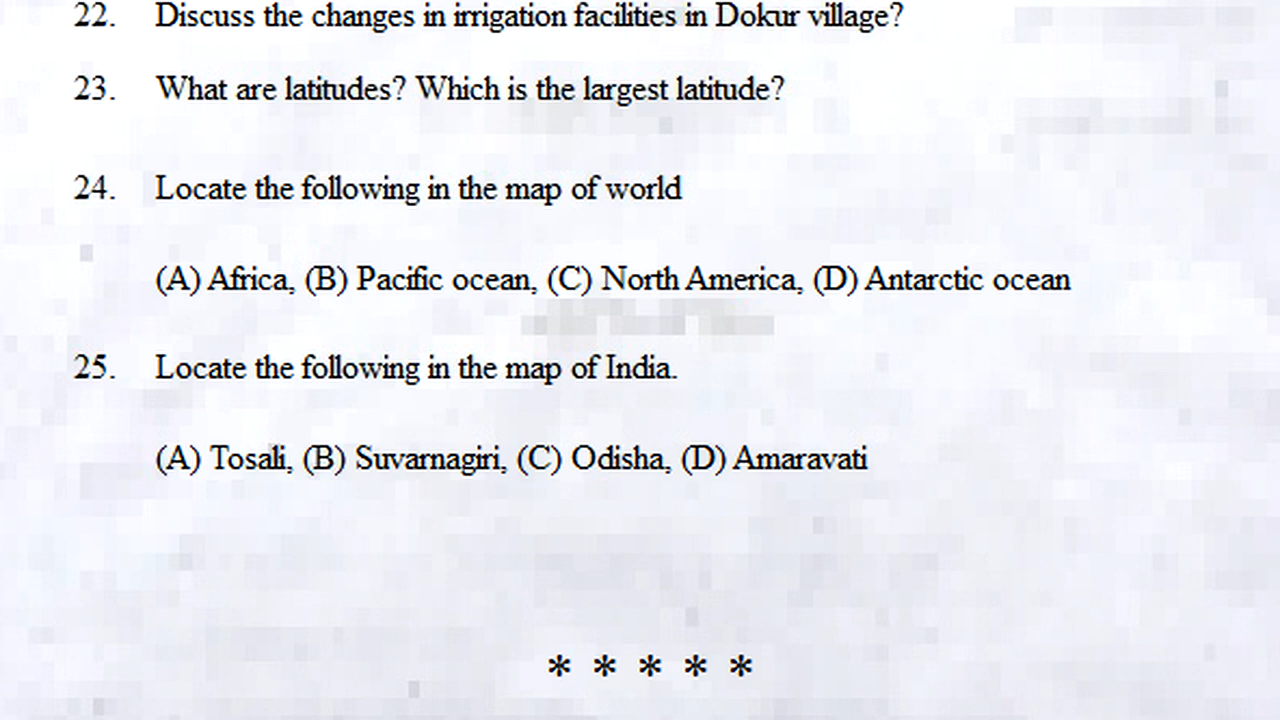 22. Discuss the changes in irrigation facilities in Dokur village?
23. What are latitudes? Which is the largest latitude?
24. Locate the following in the map of world
(A) Africa, (B) Pacific ocean, (C) North America, (D) Antarctic ocean
25. Locate the following in the map of India.
(A) Tosali, (B) Suvarnagiri, (C) Odisha, (D) Amaravati
* * * * *